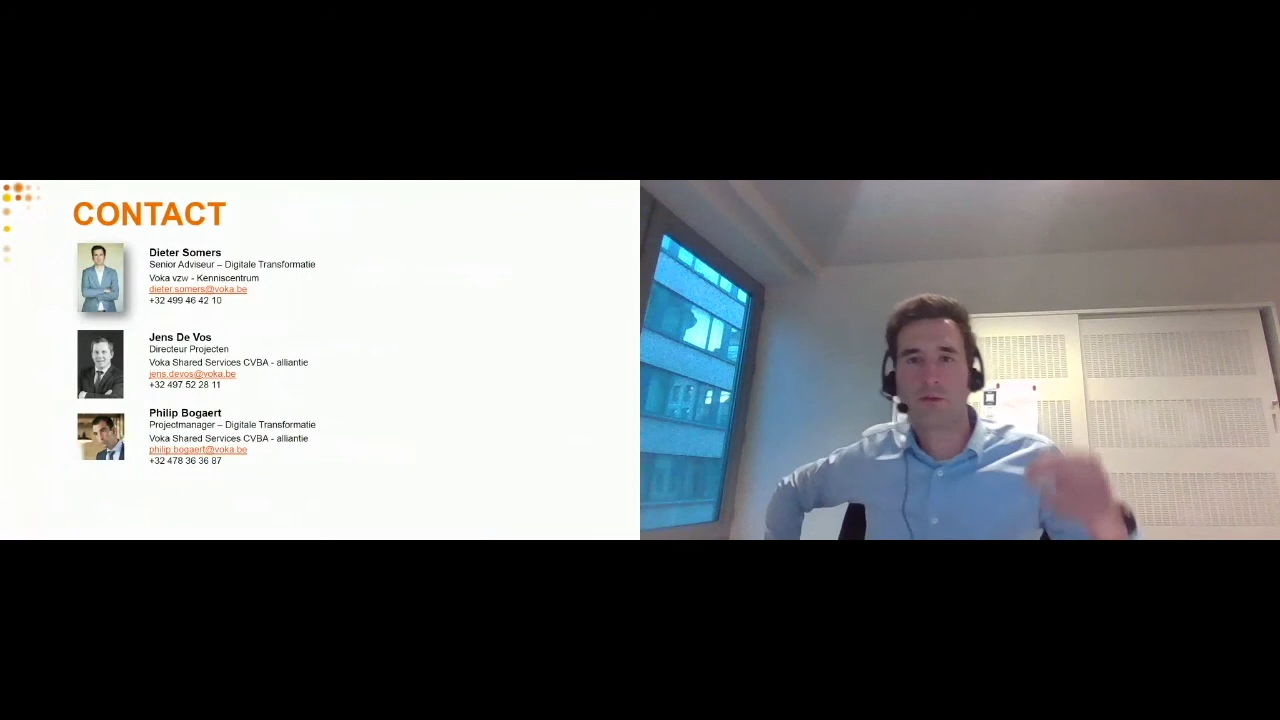 CONTACT
Dieter Somers
Senior Adviseur – Digitale Transformatie
Voka vzw - Kenniscentrum
dieter.somers@voka.be
+32 499 46 42 10
Jens De Vos
Directeur Projecten
Voka Shared Services CVBA - alliantie
jens.devos@voka.be
+32 497 52 28 11
Philip Bogaert
Projectmanager – Digitale Transformatie
Voka Shared Services CVBA - alliantie
philip.bogaert@voka.be
+32 478 36 36 87